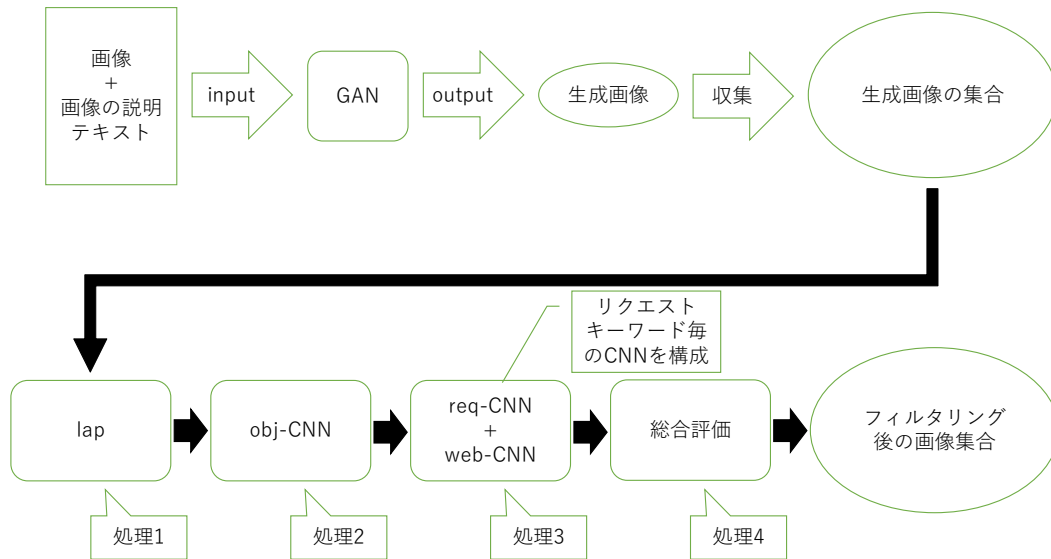 画像
+
画像の説明
テキスト
input
GAN
output
生成画像
収集
生成画像の集合
リクエスト
キーワード毎
のCNNを構成
lap
obj-CNN
req-CNN
+
web-CNN
総合評価
フィルタリング
後の画像集合
処理1
処理2
処理3
処理4